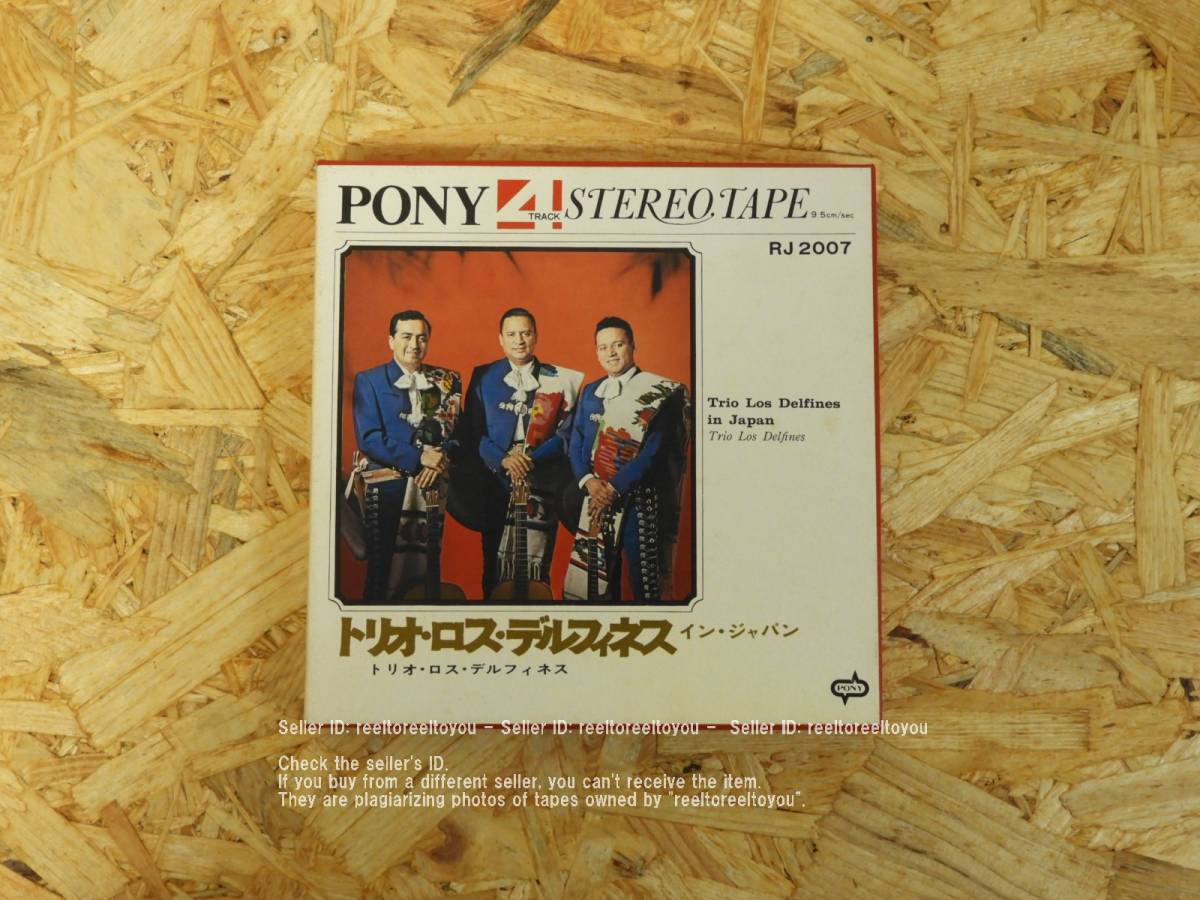 PONY 4 TRACK STEREO.TAPE 9.5cm/sec
RJ 2007
Trio Los Delfines
in Japan
Trio Los Delfines
トリオ・ロス・デルフィネス イン・ジャパン
トリオ・ロス・デルフィネス
PONY
Seller ID: reeltoreeltoyou – Seller ID: reeltoreeltoyou – Seller ID: reeltoreeltoyou
Check the seller's ID.
If you buy from a different seller, you can't receive the item.
They are plagiarizing photos of tapes owned by "reeltoreeltoyou".